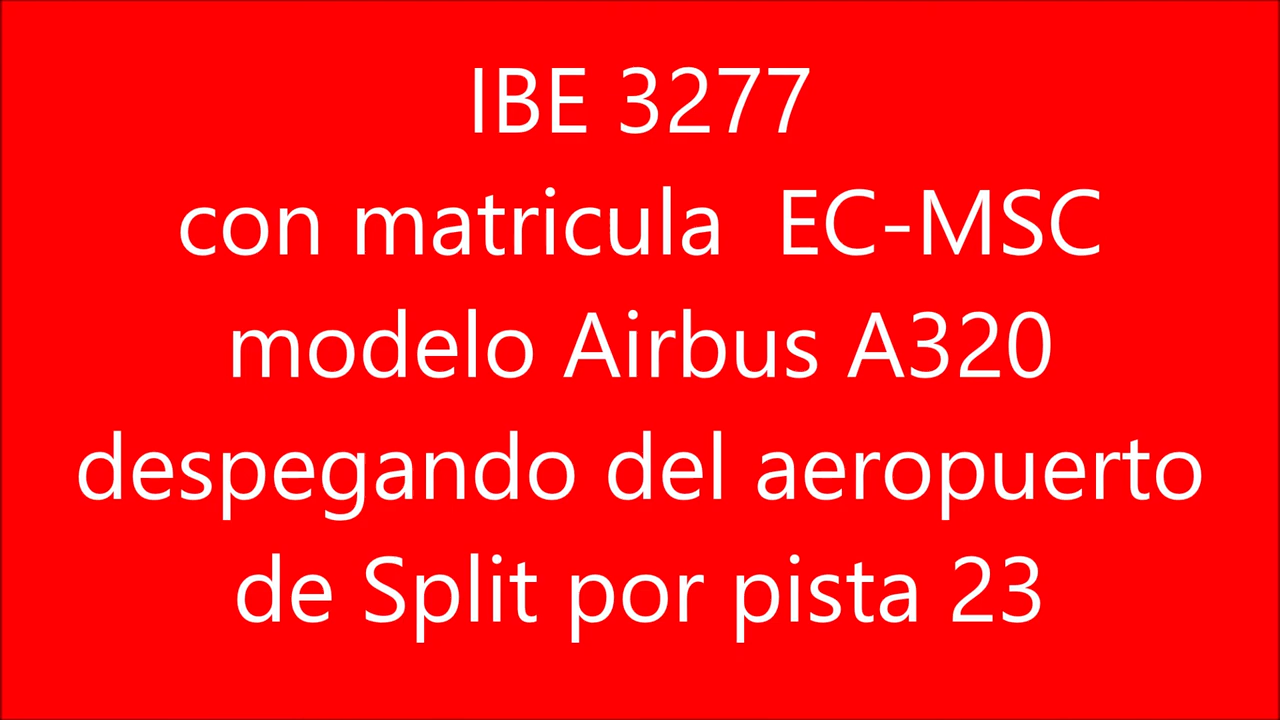 IBE 3277
con matricula  EC-MSC
modelo Airbus A320
despegando del aeropuerto
de Split por pista 23